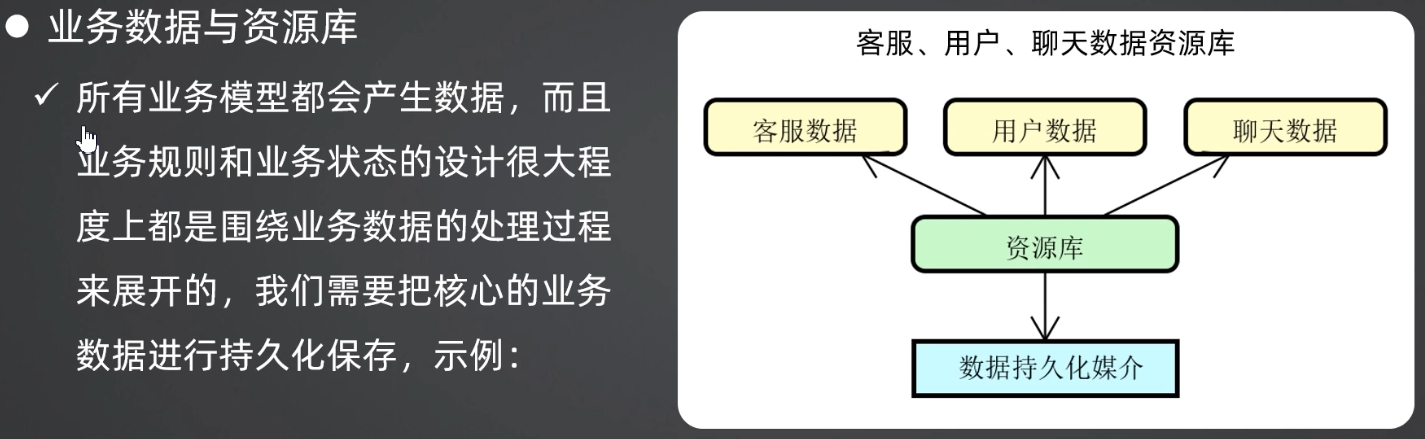 业务数据与资源库
所有业务模型都会产生数据，而且
业务规则和业务状态的设计很大程
度上都是围绕业务数据的处理过程
来展开的，我们需要把核心的业务
数据进行持久化保存，示例：
客服、用户、聊天数据资源库
客服数据
用户数据
聊天数据
资源库
数据持久化媒介